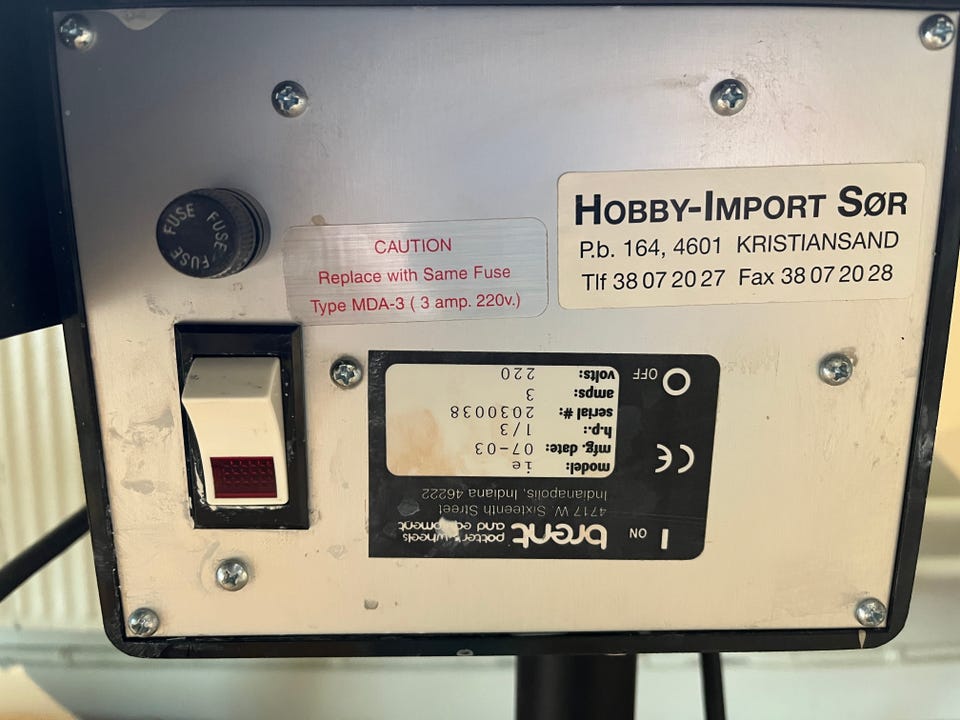 FUSE FUSE FUSE FUSE
CAUTION
Replace with Same Fuse
Type MDA-3 ( 3 amp. 220v.)
HOBBY-IMPORT SØR
P.b. 164, 4601 KRISTIANSAND
Tlf 38 07 20 27 Fax 38 07 20 28
I ON
brent potter's wheels
and equipment
4717 W. Sixteenth Street
Indianapolis, Indiana 46222
model: ie
mfg. date: 07-03
h.p.: 1/3
serial #: 2030038
amps: 3
volts: 220
CE
O OFF